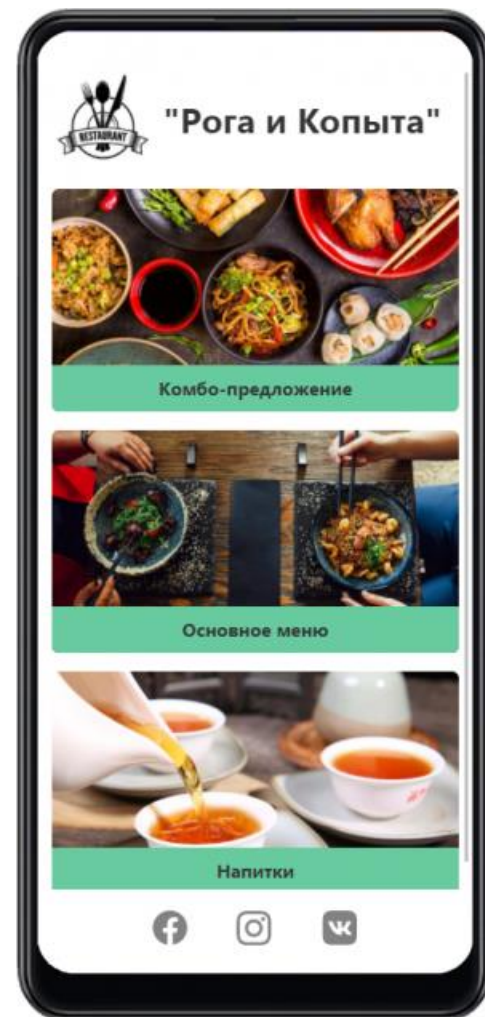 RESTAURANT
"Рога и Копыта"
Комбо-предложение
Основное меню
Напитки